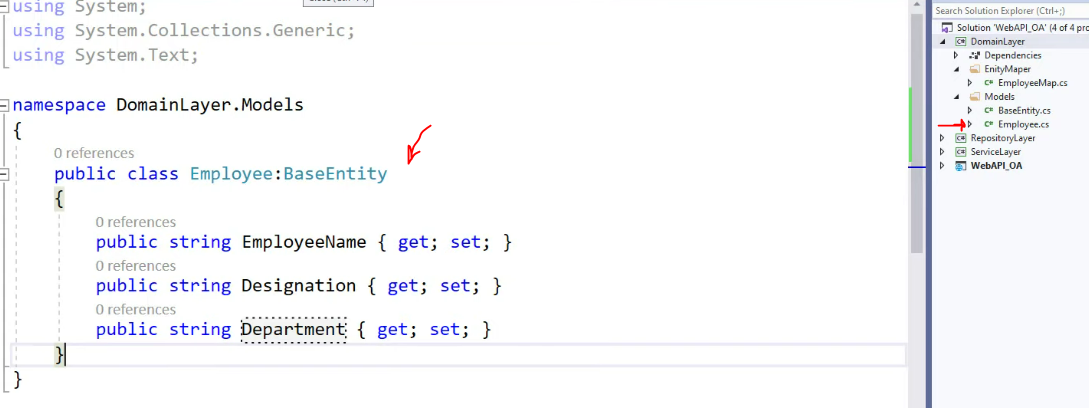 using System;
using System.Collections.Generic;
using System.Text;
namespace DomainLayer.Models
{
0 references
public class Employee:BaseEntity
{
0 references
public string EmployeeName { get; set; }
0 references
public string Designation { get; set; }
0 references
public string Department { get; set; }
}
}
Search Solution Explorer (Ctrl+;)
Solution 'WebAPI_OA' (4 of 4 pro
DomainLayer
Dependencies
EnityMaper
EmployeeMap.cs
Models
BaseEntity.cs
Employee.cs
RepositoryLayer
ServiceLayer
WebAPI_OA